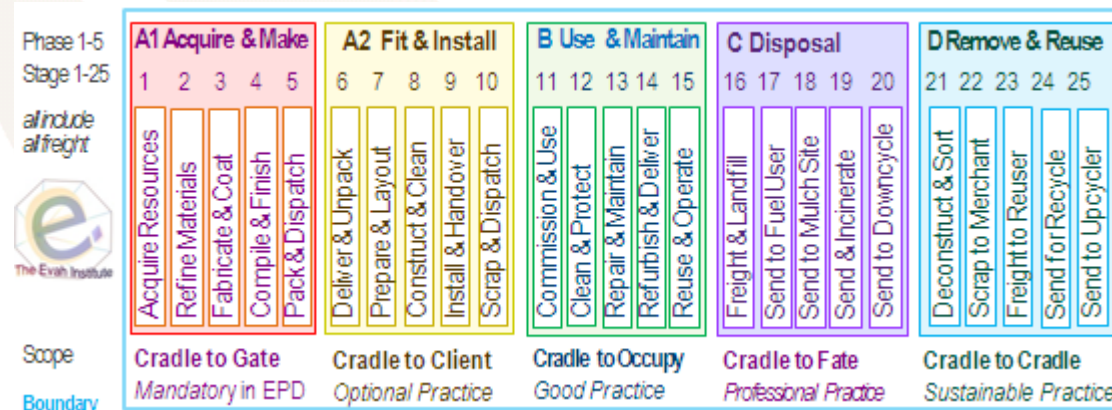 Phase 1-5
Stage 1-25
all include
all freight
The Evah Institute
Scope
Boundary
A1 Acquire & Make
1 2 3 4 5
Acquire Resources
Refine Materials
Fabricate & Coat
Compile & Finish
Pack & Dispatch
Cradle to Gate
Mandatory in EPD
A2 Fit & Install
6 7 8 9 10
Deliver & Unpack
Prepare & Layout
Construct & Clean
Install & Handover
Scrap & Dispatch
Cradle to Client
Optional Practice
B Use & Maintain
11 12 13 14 15
Commission & Use
Clean & Protect
Repair & Maintain
Refurbish & Deliver
Reuse & Operate
Cradle to Occupy
Good Practice
C Disposal
16 17 18 19 20
Freight & Landfill
Send to Fuel User
Send to Mulch Site
Send & Incinerate
Send to Downcycle
Cradle to Fate
Professional Practice
D Remove & Reuse
21 22 23 24 25
Deconstruct & Sort
Scrap to Merchant
Freight to Reuser
Send for Recycle
Send to Upcycler
Cradle to Cradle
Sustainable Practice